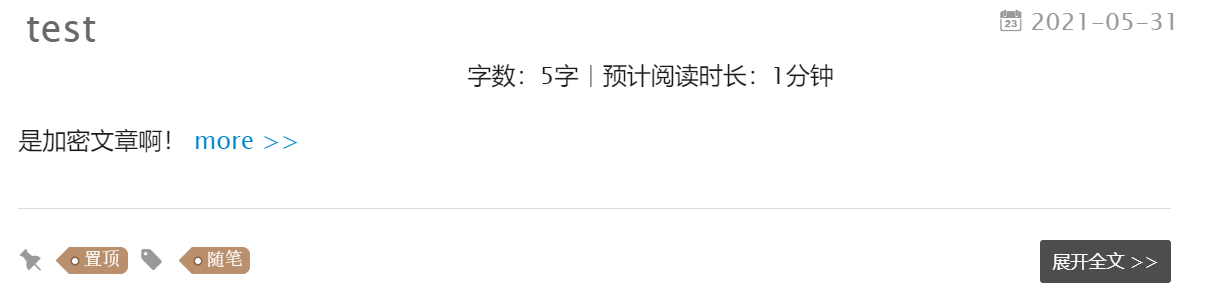 test
2021-05-31
字数：5字｜预计阅读时长：1分钟
是加密文章啊！ more >>
置顶 随笔
展开全文 >>